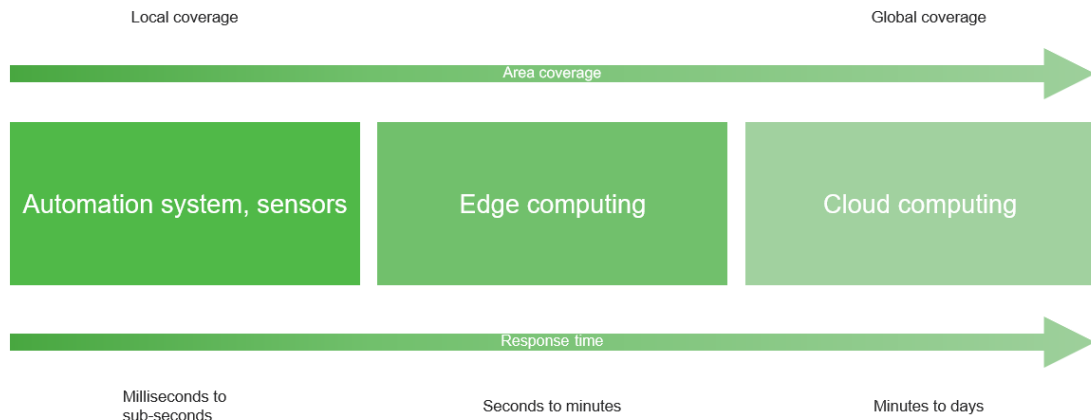 Local coverage
Global coverage
Area coverage
Automation system, sensors
Edge computing
Cloud computing
Response time
Milliseconds to
sub-seconds
Seconds to minutes
Minutes to days